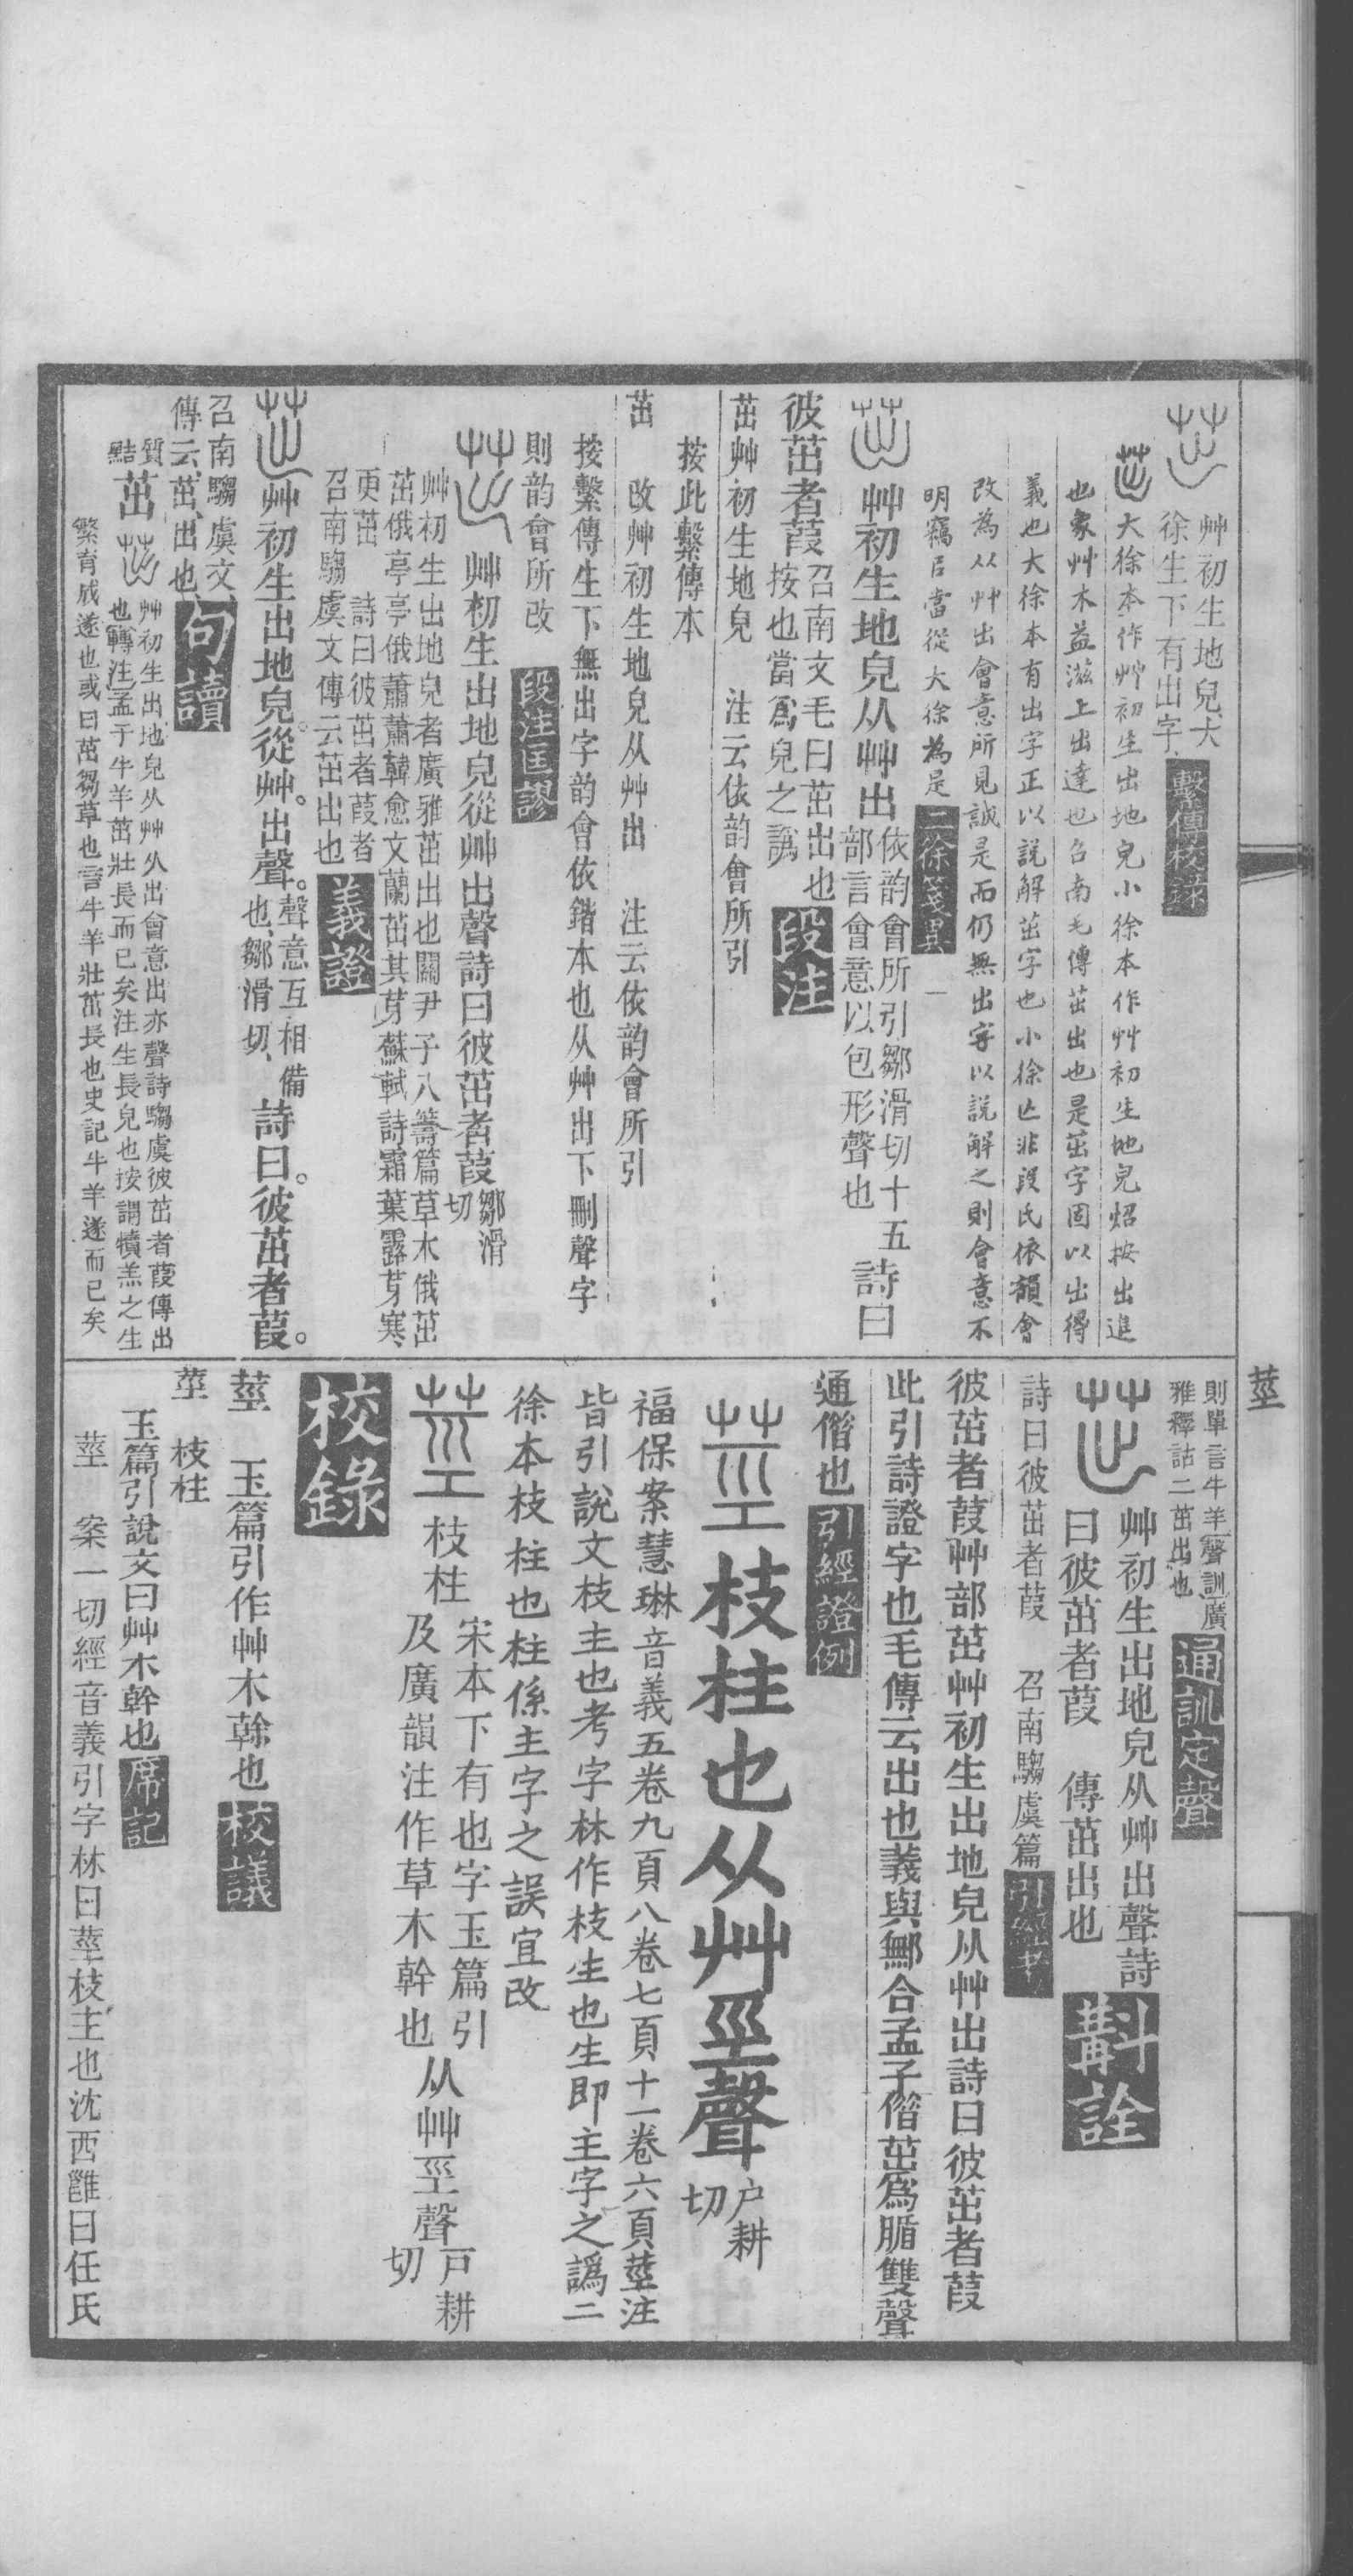 艸初生地皃大
徐生下有出字
繫傳校錄
大徐本作艸初生出地皃小徐本作艸初生地皃炤按出進
也象艸木益滋上出達也召南毛傳茁出也是茁字固以出得
義也大徐本有出字正以說解茁字也小徐亾非段氏依韻會
改為从艸出會意所見誠是而仍無出字以說解之則會意不
明竊㠯當從大徐為是
二徐箋異
艸初生地皃从艸出
依韵會所引鄒滑切十五
部言會意以包形聲也
詩曰
彼茁者葭
召南文毛曰茁出也
按也當爲皃之譌
段注
茁艸初生地皃 注云依韵會所引
按此繫傳本
茁 改艸初生地皃从艸出 注云依韵會所引
按繫傳生下無出字韵會依鍇本也从艸出下刪聲字
則韵會所改
段注匡謬
艸初生出地皃從艸出聲詩曰彼茁者葭
鄒滑
切
艸初生出地皃者廣雅茁出也關尹子八籌篇草木俄茁
茁俄亭亭俄蕭蕭韓愈文蘭茁其芽蘇軾詩霜葉露芽寒
更茁 詩曰彼茁者葭者
召南騶虞文傳云茁出也
義證
艸初生出地皃。從艸。出聲。
聲意互相備
也、鄒滑切、
詩曰。彼茁者葭。
召南騶虞文、
傳云、茁、出也、
句讀
質
黠
茁
艸初生出地皃从艸从出會意出亦聲詩騶虞彼茁者葭傳出
也轉注孟子牛羊茁壯長而已矣注生長皃也按謂犢羔之生
繁育成遂也或曰茁芻草也言牛羊壯茁長也史記牛羊遂而已矣
則單言牛羊聲訓廣
雅釋詁二茁出也
通訓定聲
艸初生出地皃从艸出聲詩
曰彼茁者葭 傳茁出也
斠詮
詩曰彼茁者葭 召南騶虞篇
引經考
彼茁者葭艸部茁艸初生出地皃从艸出詩曰彼茁者葭
此引詩證字也毛傳云出也義與鄦合孟子偺茁爲腯雙聲
通偺也
引經證例
枝柱也从艸巠聲
户耕
切
福保案慧琳音義五卷九頁八卷七頁十一卷六頁莖注
皆引說文枝主也考字林作枝生也生即主字之譌二
徐本枝柱也柱係主字之誤宜改
枝柱
宋本下有也字玉篇引
及廣韻注作草木幹也
从艸巠聲
戸耕
切
校錄
莖 玉篇引作艸木榦也
校議
莖 枝柱
玉篇引說文曰艸木幹也
席記
莖 案一切經音義引字林曰莖枝主也沈西雝曰任氏
莖